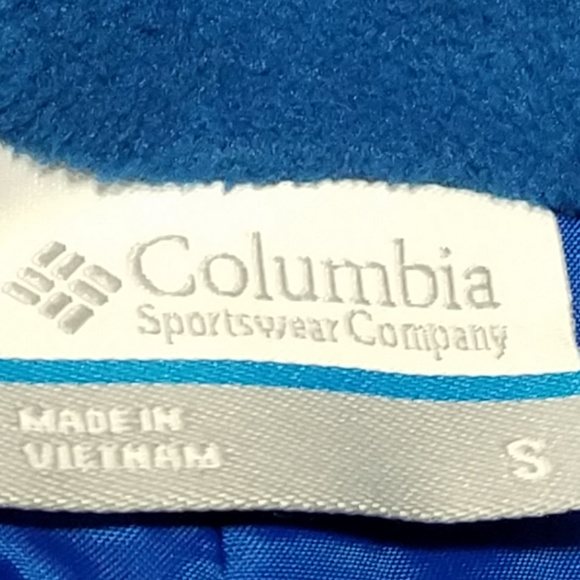 Columbia
Sportswear Company
MADE IN
VIETNAM
S